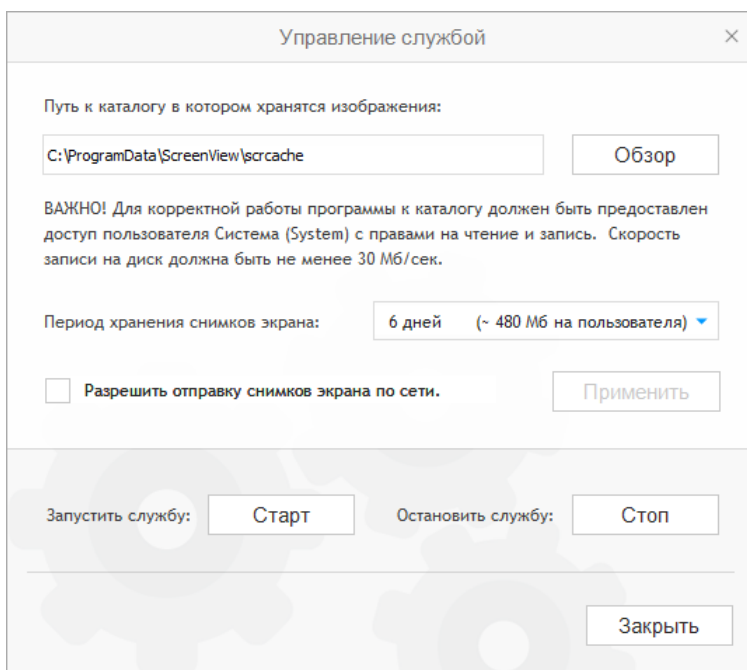 Управление службой
Путь к каталогу в котором хранятся изображения:
C:\ProgramData\ScreenView\scrcache
Обзор
ВАЖНО! Для корректной работы программы к каталогу должен быть предоставлен
доступ пользователя Система (System) с правами на чтение и запись. Скорость
записи на диск должна быть не менее 30 Мб/сек.
Период хранения снимков экрана:
6 дней (~ 480 Мб на пользователя)
Разрешить отправку снимков экрана по сети.
Применить
Запустить службу:
Старт
Остановить службу:
Стоп
Закрыть